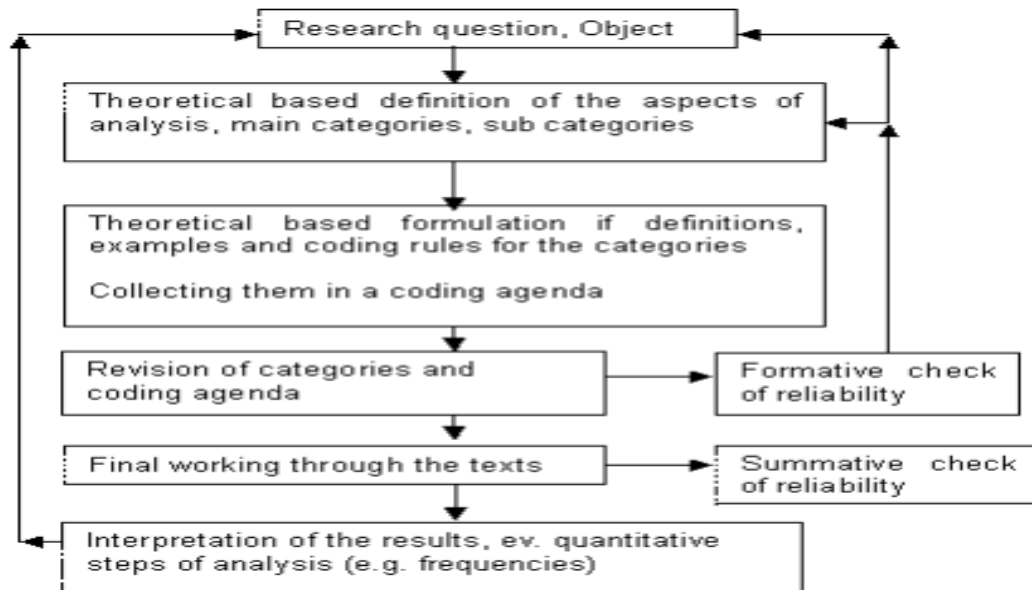 Research question, Object
Theoretical based definition of the aspects of
analysis, main categories, sub categories
Theoretical based formulation if definitions,
examples and coding rules for the categories
Collecting them in a coding agenda
Revision of categories and
coding agenda
Formative check
of reliability
Final working through the texts
Summative check
of reliability
Interpretation of the results, ev. quantitative
steps of analysis (e.g. frequencies)